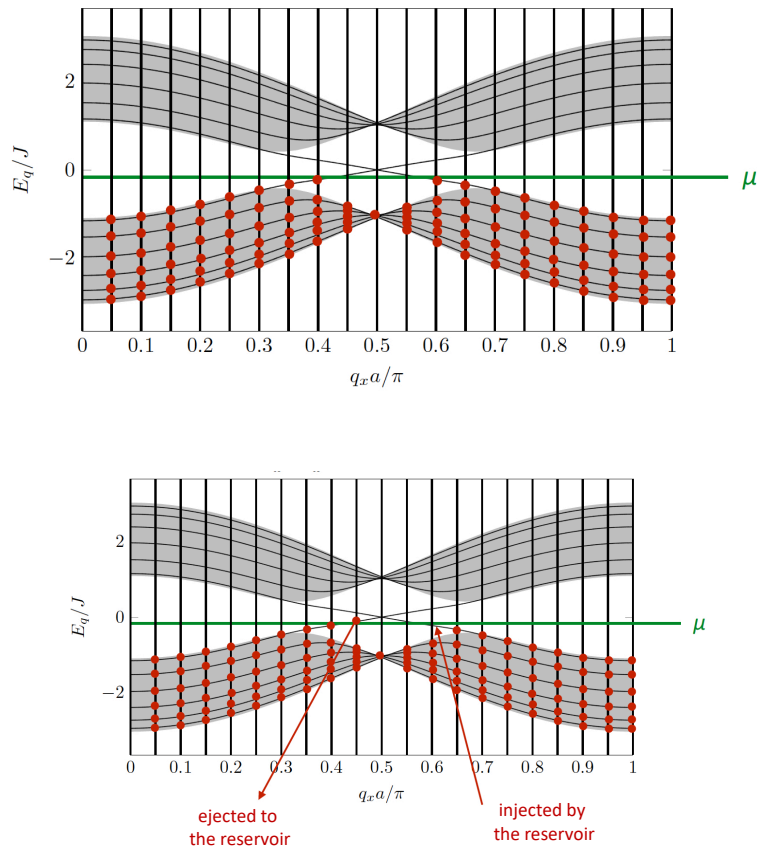 2
0
−2
E_q/J
μ
0 0.1 0.2 0.3 0.4 0.5 0.6 0.7 0.8 0.9 1
q_x a/π
2
0
−2
E_q/J
μ
0 0.1 0.2 0.3 0.4 0.5 0.6 0.7 0.8 0.9 1
q_x a/π
ejected to
the reservoir
injected by
the reservoir